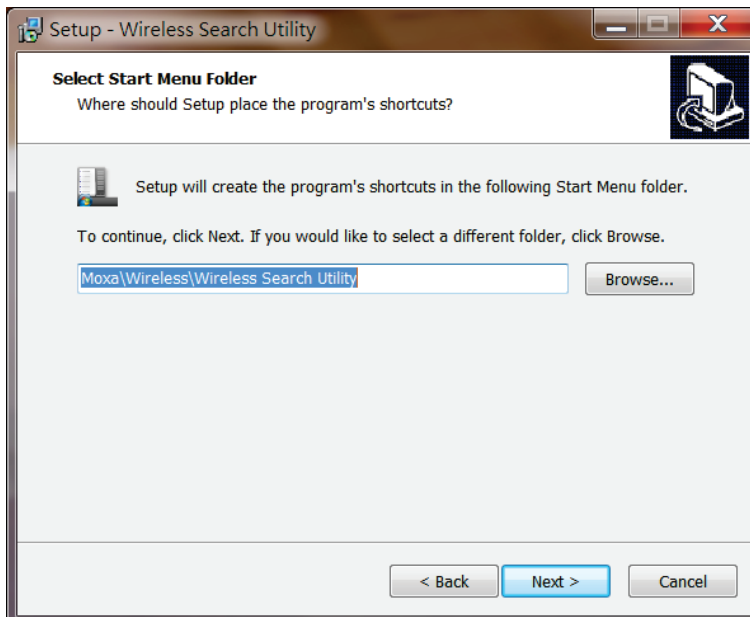 Setup - Wireless Search Utility
Select Start Menu Folder
Where should Setup place the program's shortcuts?
Setup will create the program's shortcuts in the following Start Menu folder.
To continue, click Next. If you would like to select a different folder, click Browse.
Moxa\Wireless\Wireless Search Utility
Browse...
< Back
Next >
Cancel